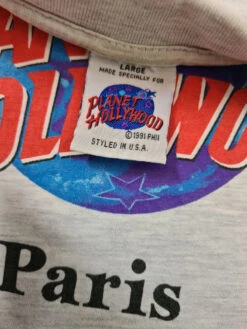 LARGE
MADE SPECIALLY FOR
PLANET
HOLLYWOOD
©1991 PHII
STYLED IN U.S.A.
Paris